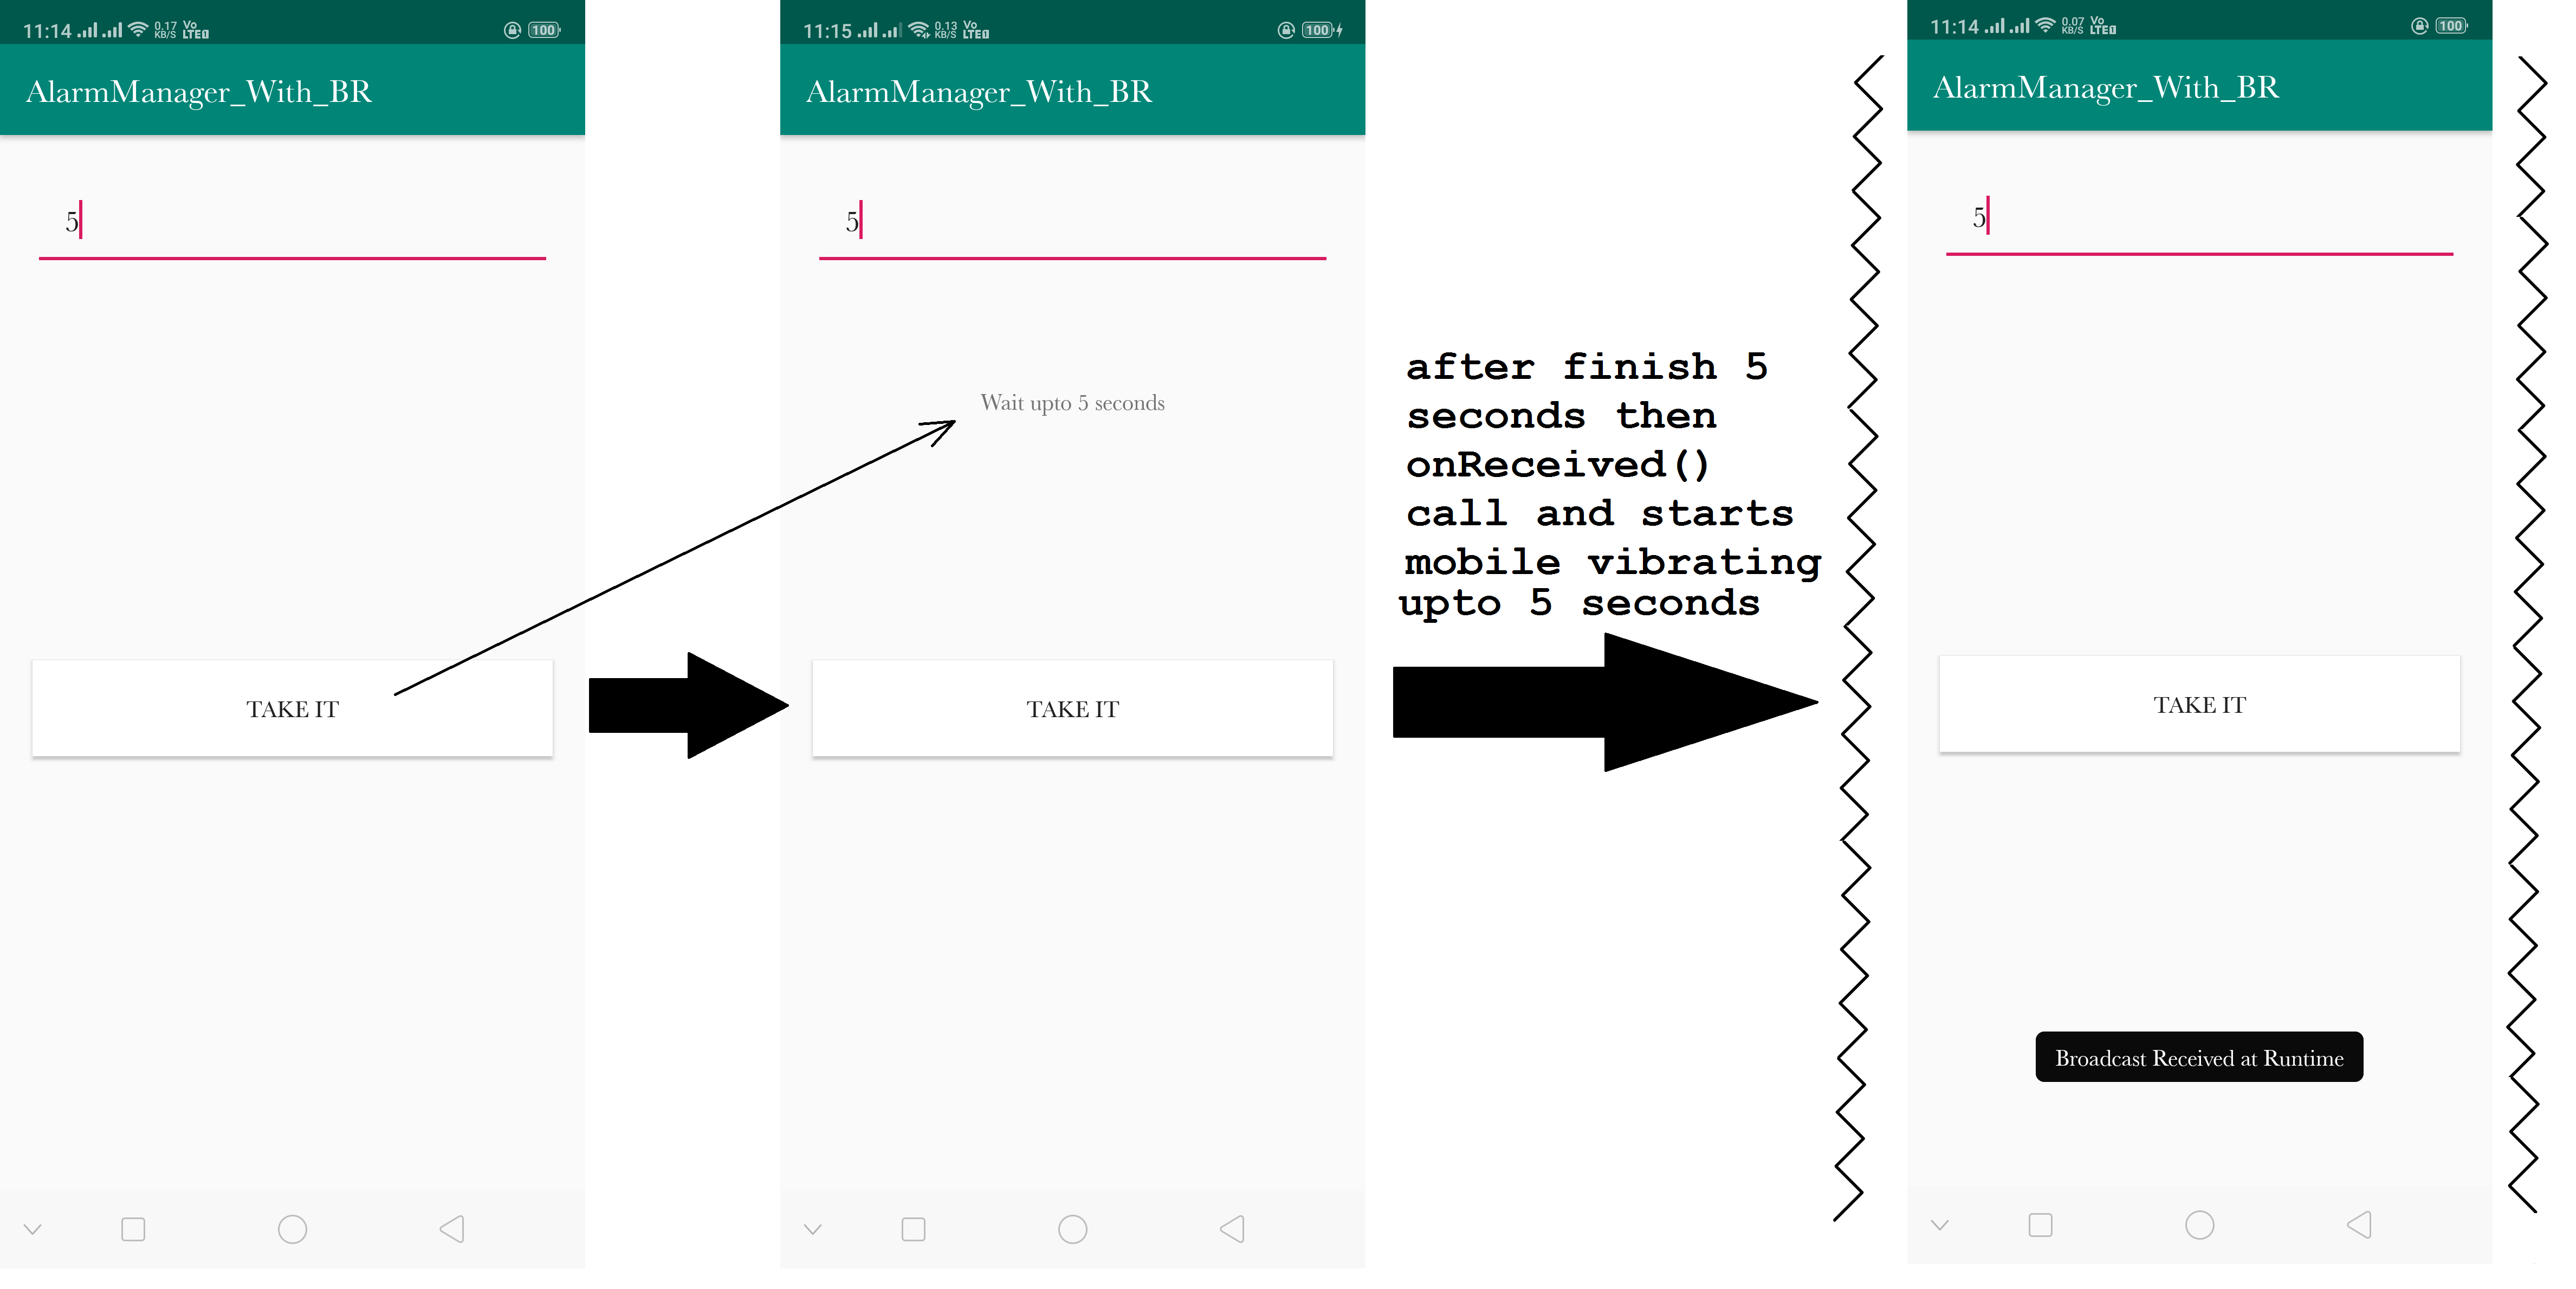 11:14 0.17 KB/S Vo LTE 100
AlarmManager_With_BR
5
TAKE IT
11:15 0.13 KB/S Vo LTE 100
AlarmManager_With_BR
5
Wait upto 5 seconds
TAKE IT
after finish 5
seconds then
onReceived()
call and starts
mobile vibrating
upto 5 seconds
11:14 0.07 KB/S Vo LTE 100
AlarmManager_With_BR
5
TAKE IT
Broadcast Received at Runtime